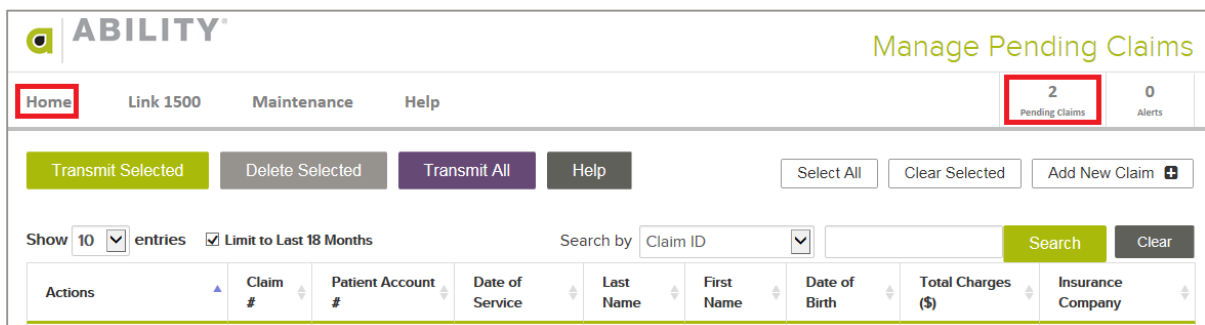 a ABILITY®
Manage Pending Claims
Home Link 1500 Maintenance Help
2
Pending Claims
0
Alerts
Transmit Selected Delete Selected Transmit All Help Select All Clear Selected Add New Claim
Show 10 entries Limit to Last 18 Months Search by Claim ID Search Clear
Actions
Claim
#
Patient Account
#
Date of
Service
Last
Name
First
Name
Date of
Birth
Total Charges
($)
Insurance
Company